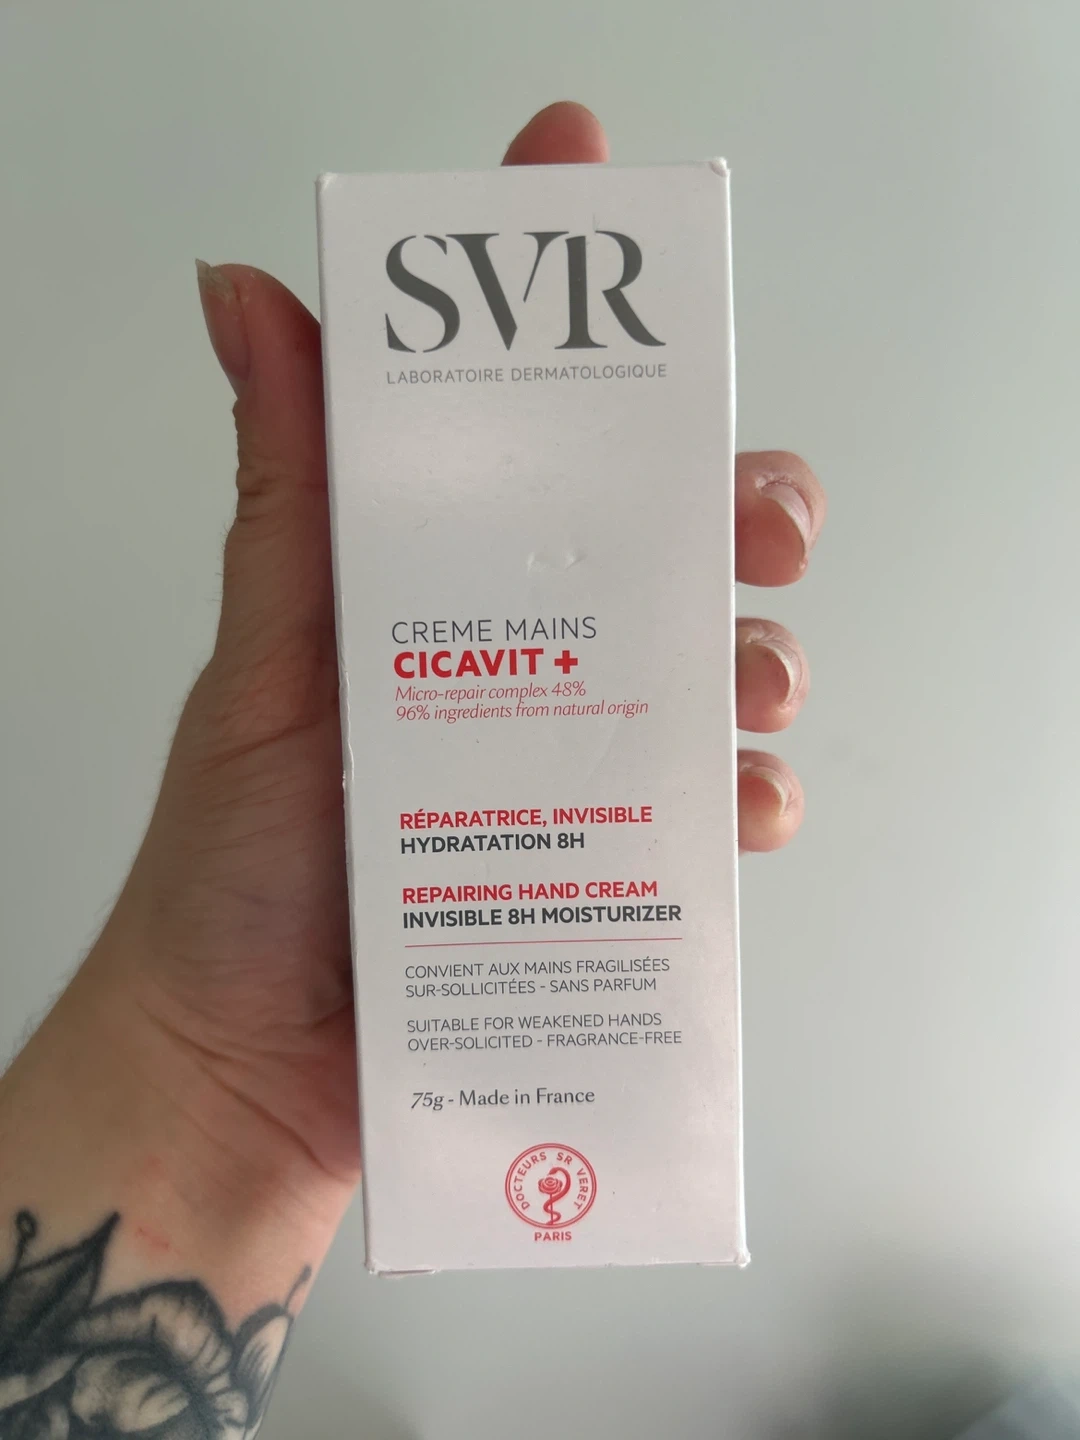 SVR
LABORATOIRE DERMATOLOGIQUE
CREME MAINS
CICAVIT +
Micro-repair complex 48%
96% ingredients from natural origin
RÉPARATRICE, INVISIBLE
HYDRATATION 8H
REPAIRING HAND CREAM
INVISIBLE 8H MOISTURIZER
CONVIENT AUX MAINS FRAGILISÉES
SUR-SOLLICITÉES - SANS PARFUM
SUITABLE FOR WEAKENED HANDS
OVER-SOLICITED - FRAGRANCE-FREE
75g - Made in France
DOCTEURS SR VERET
PARIS